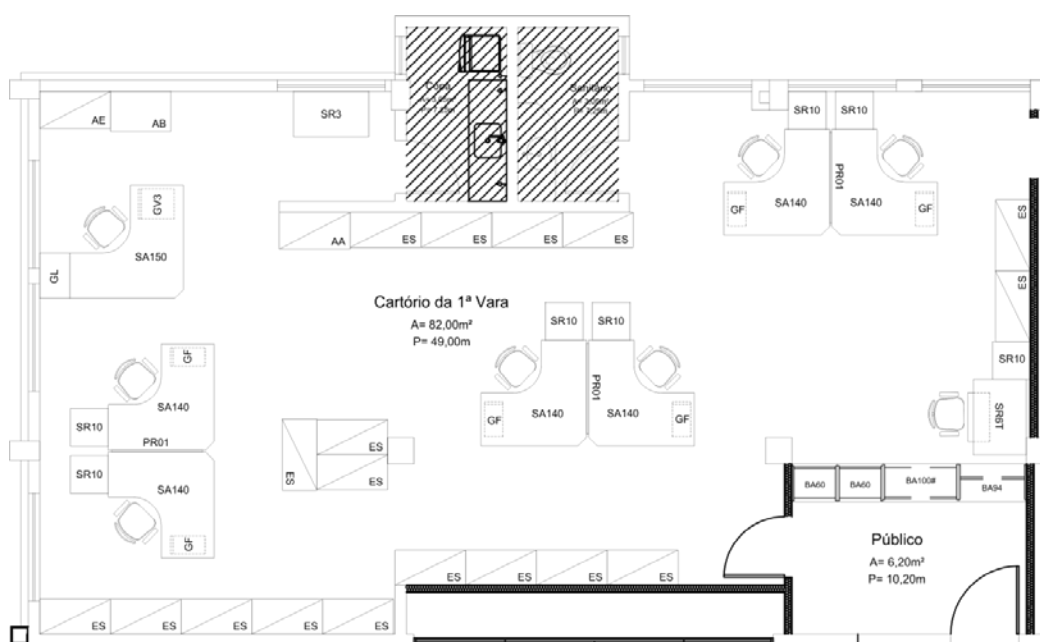 Copa
Sanitário
AE
AB
SR3
SR10
SR10
PR01
GF
SA140
SA140
GF
GV3
SA150
GL
AA
ES
ES
ES
ES
ES
ES
Cartório da 1ª Vara
A= 82,00m²
P= 49,00m
SR10
SR10
PR01
GF
SA140
SA140
GF
SR10
SR6T
GF
SA140
SR10
PR01
SR10
SA140
GF
ES
ES
ES
BA60
BA60
BA100#
BA94
Público
A= 6,20m²
P= 10,20m
ES
ES
ES
ES
ES
ES
ES
ES
ES